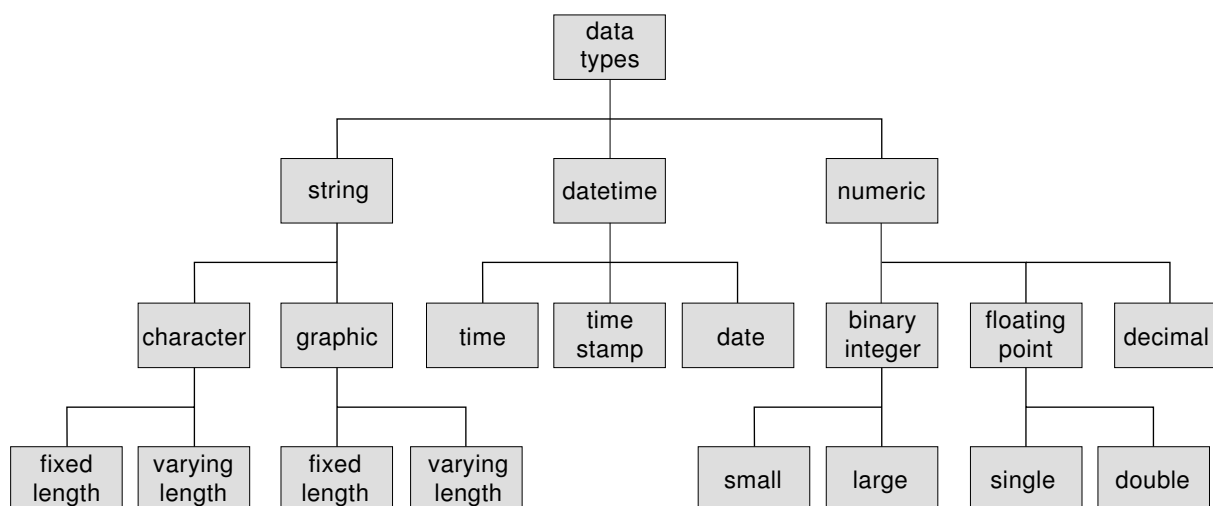 data
types
string
datetime
numeric
character
graphic
time
time
stamp
date
binary
integer
floating
point
decimal
fixed
length
varying
length
fixed
length
varying
length
small
large
single
double